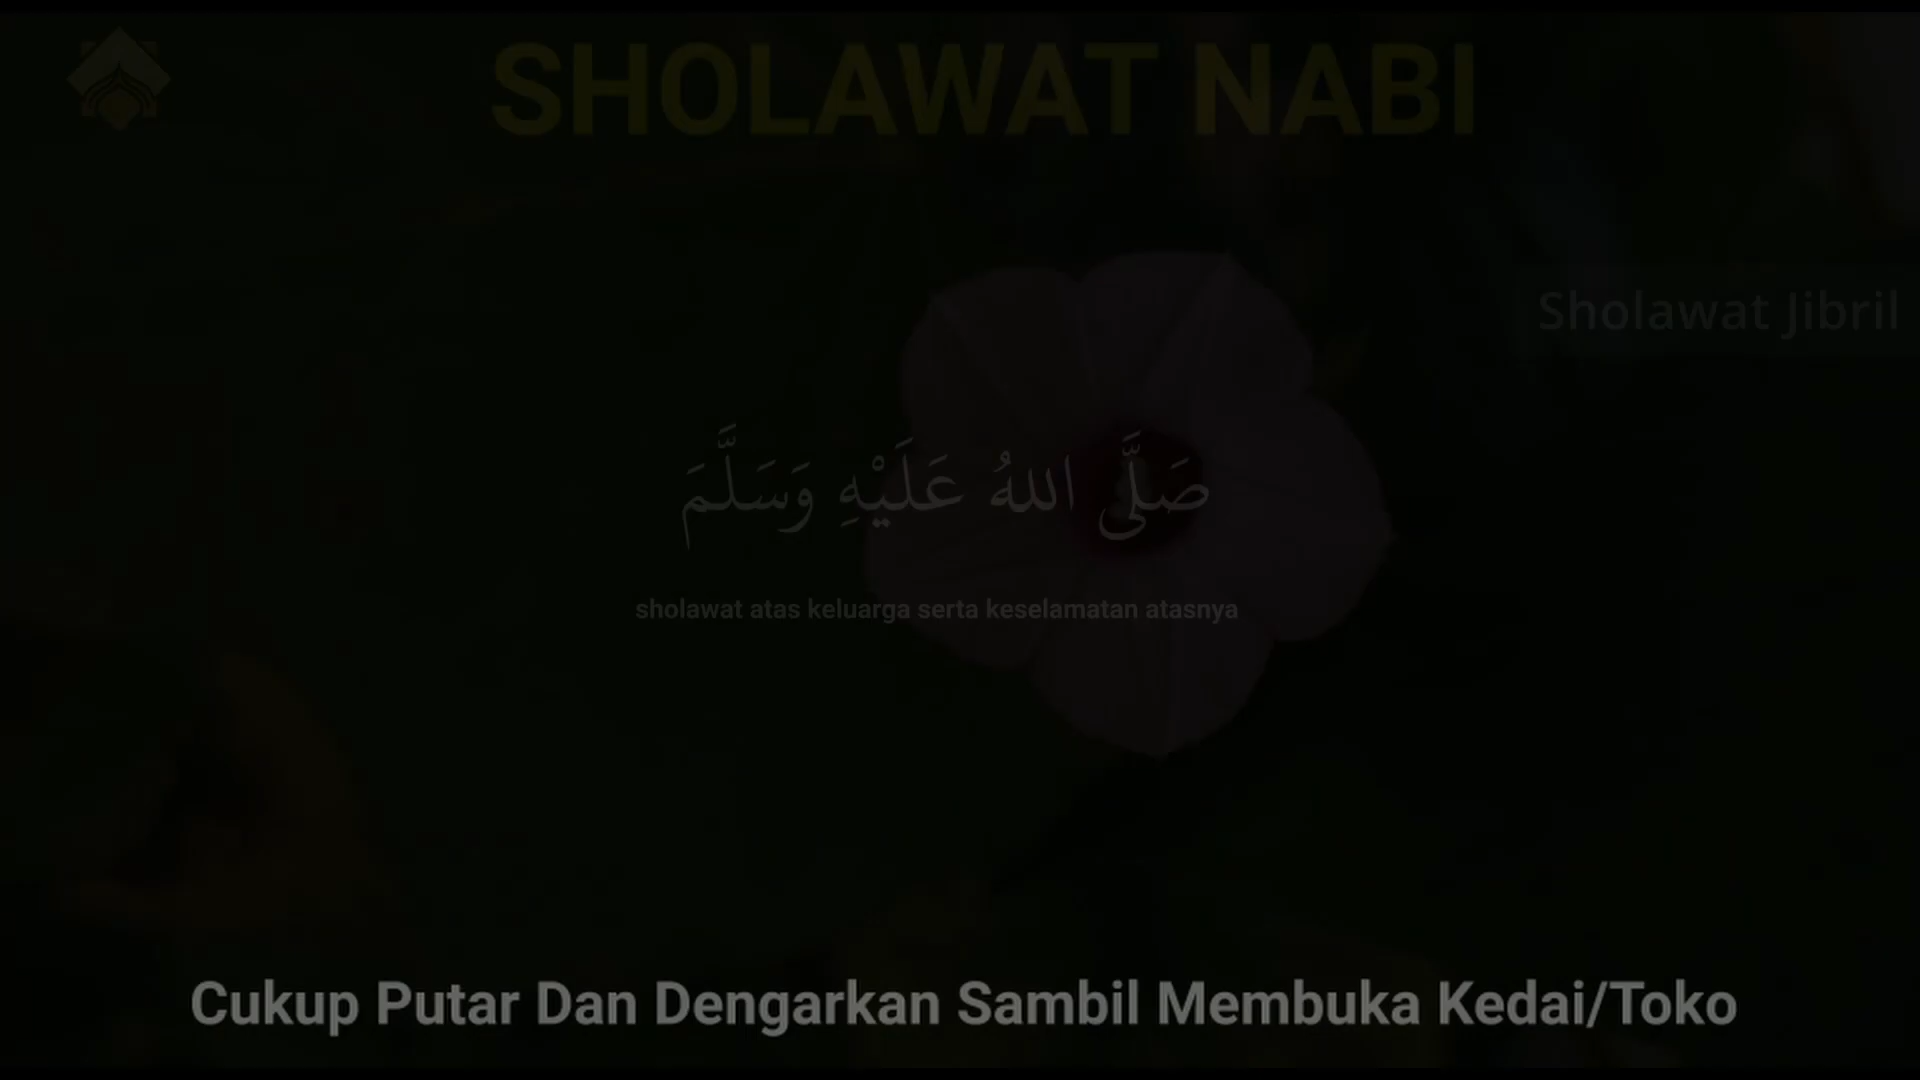 SHOLAWAT NABI
Sholawat Jibril
صَلَّى اللهُ عَلَيْهِ وَسَلَّمَ
sholawat atas keluarga serta keselamatan atasnya
Cukup Putar Dan Dengarkan Sambil Membuka Kedai/Toko